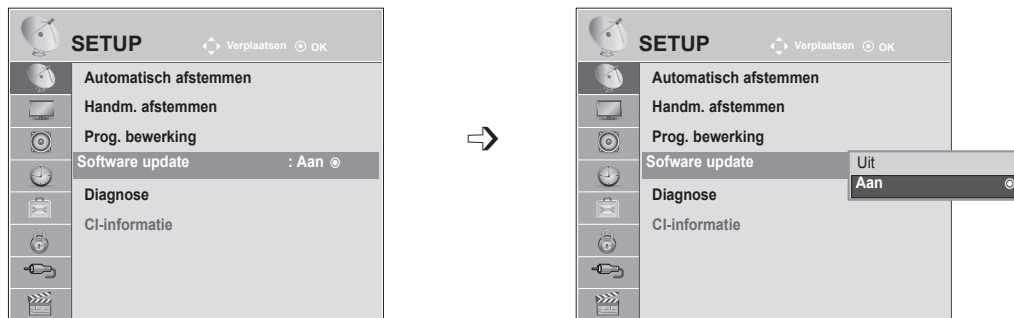 SETUP
Verplaatsen OK
Automatisch afstemmen
Handm. afstemmen
Prog. bewerking
Software update : Aan
Diagnose
CI-informatie
SETUP
Verplaatsen OK
Automatisch afstemmen
Handm. afstemmen
Prog. bewerking
Sofware update
Uit
Aan
Diagnose
CI-informatie